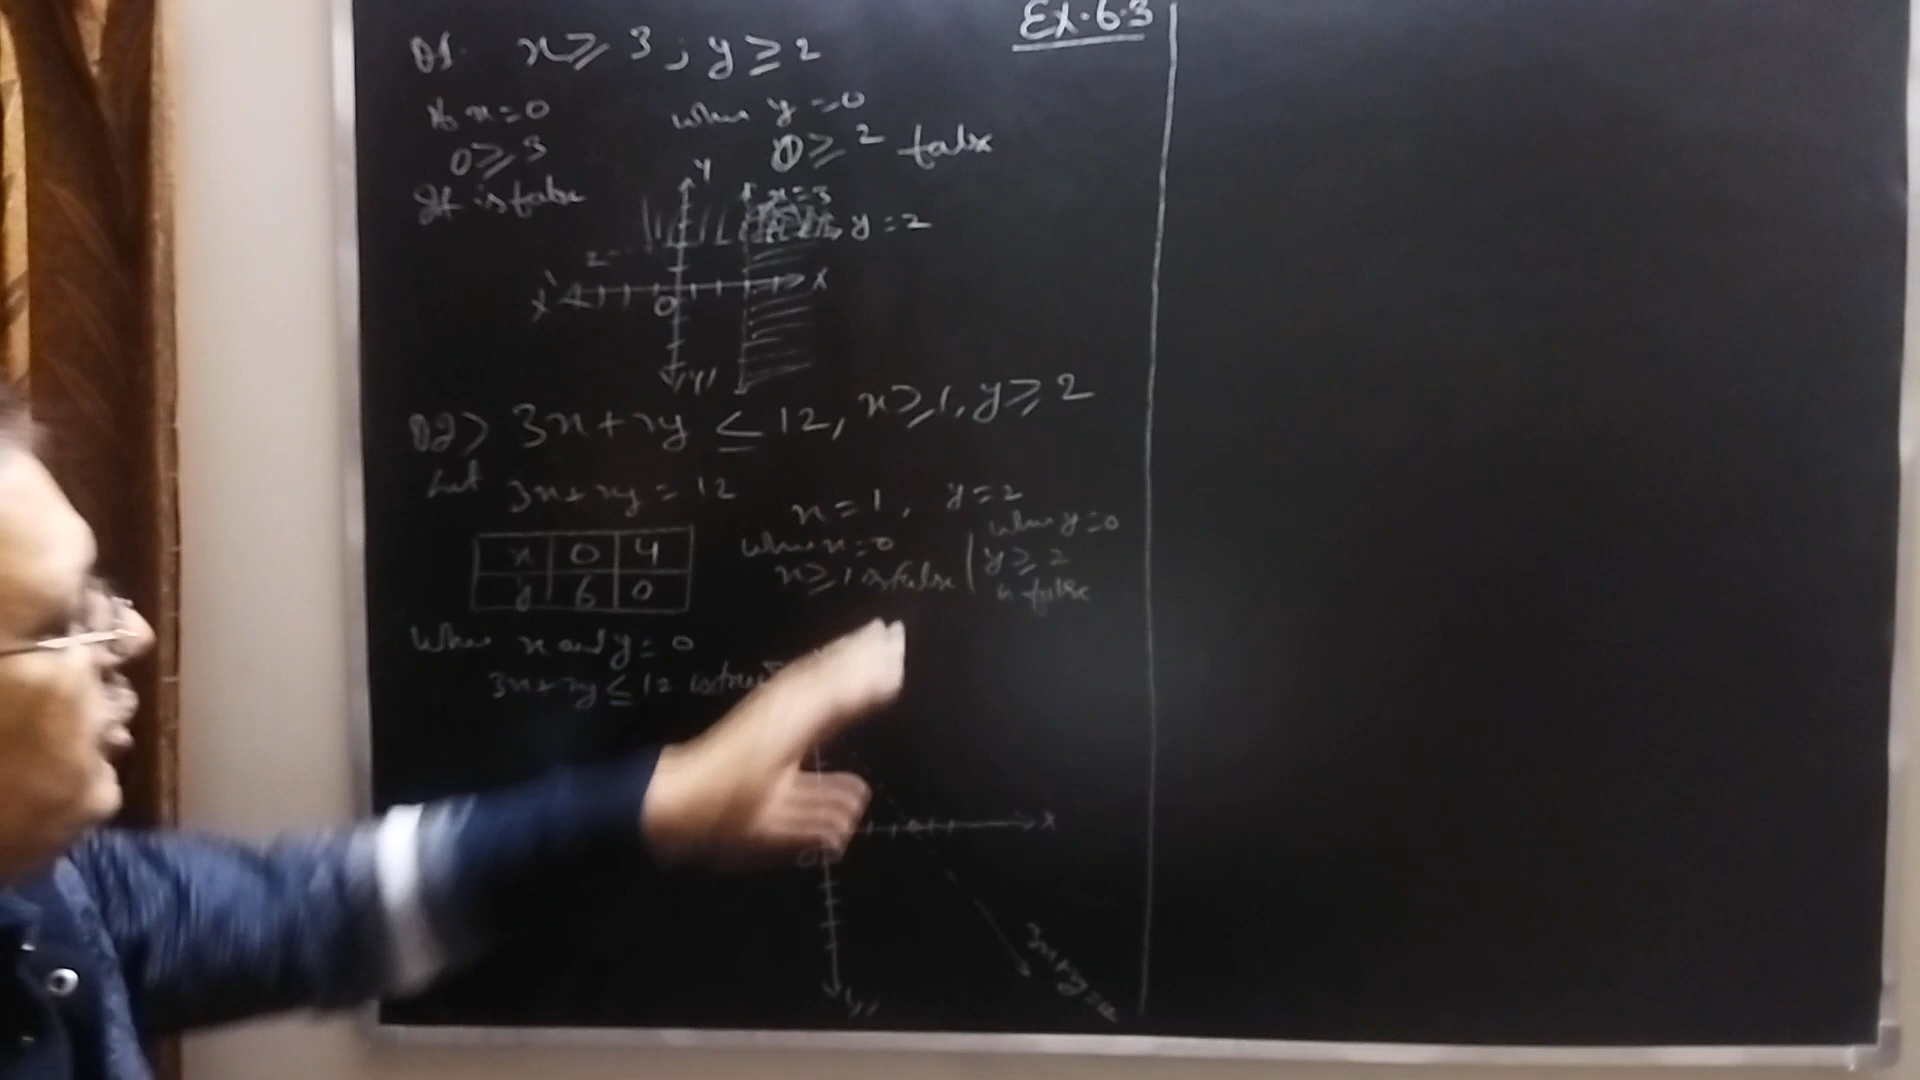 Ex.6.3
Q1. x ≥ 3 ; y ≥ 2
If x = 0 when y = 0
0 ≥ 3 0 ≥ 2 false
It is false
Y
x = 3
y = 2
2
X' O X
Y'
Q2> 3x + 2y ≤ 12, x ≥ 1, y ≥ 2
Let 3x + 2y = 12
x = 1, y = 2
x 0 4
y 6 0
when x = 0 when y = 0
x ≥ 1 is false y ≥ 2
is false
When x and y = 0
3x + 2y ≤ 12 is true
X
O
Y'